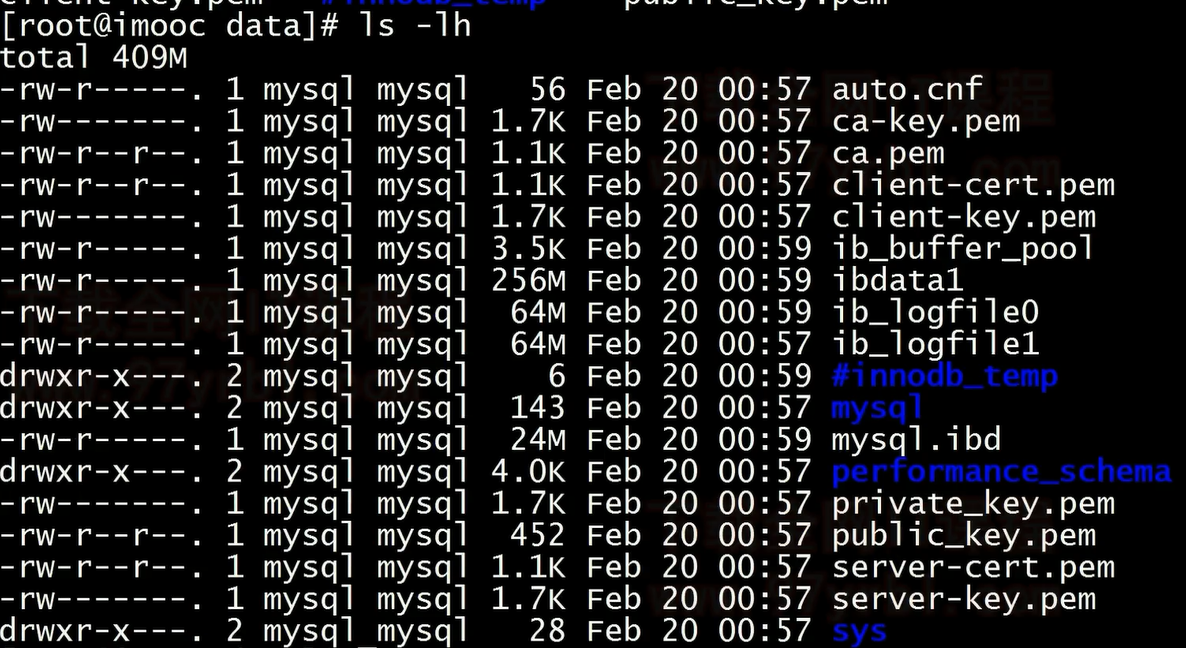 client-key.pem #innodb_temp public_key.pem
[root@imooc data]# ls -lh
total 409M
-rw-r-----. 1 mysql mysql 56 Feb 20 00:57 auto.cnf
-rw-------. 1 mysql mysql 1.7K Feb 20 00:57 ca-key.pem
-rw-r--r--. 1 mysql mysql 1.1K Feb 20 00:57 ca.pem
-rw-r--r--. 1 mysql mysql 1.1K Feb 20 00:57 client-cert.pem
-rw-------. 1 mysql mysql 1.7K Feb 20 00:57 client-key.pem
-rw-r-----. 1 mysql mysql 3.5K Feb 20 00:59 ib_buffer_pool
-rw-r-----. 1 mysql mysql 256M Feb 20 00:59 ibdata1
-rw-r-----. 1 mysql mysql 64M Feb 20 00:59 ib_logfile0
-rw-r-----. 1 mysql mysql 64M Feb 20 00:59 ib_logfile1
drwxr-x---. 2 mysql mysql 6 Feb 20 00:59 #innodb_temp
drwxr-x---. 2 mysql mysql 143 Feb 20 00:57 mysql
-rw-r-----. 1 mysql mysql 24M Feb 20 00:59 mysql.ibd
drwxr-x---. 2 mysql mysql 4.0K Feb 20 00:57 performance_schema
-rw-------. 1 mysql mysql 1.7K Feb 20 00:57 private_key.pem
-rw-r--r--. 1 mysql mysql 452 Feb 20 00:57 public_key.pem
-rw-r--r--. 1 mysql mysql 1.1K Feb 20 00:57 server-cert.pem
-rw-------. 1 mysql mysql 1.7K Feb 20 00:57 server-key.pem
drwxr-x---. 2 mysql mysql 28 Feb 20 00:57 sys